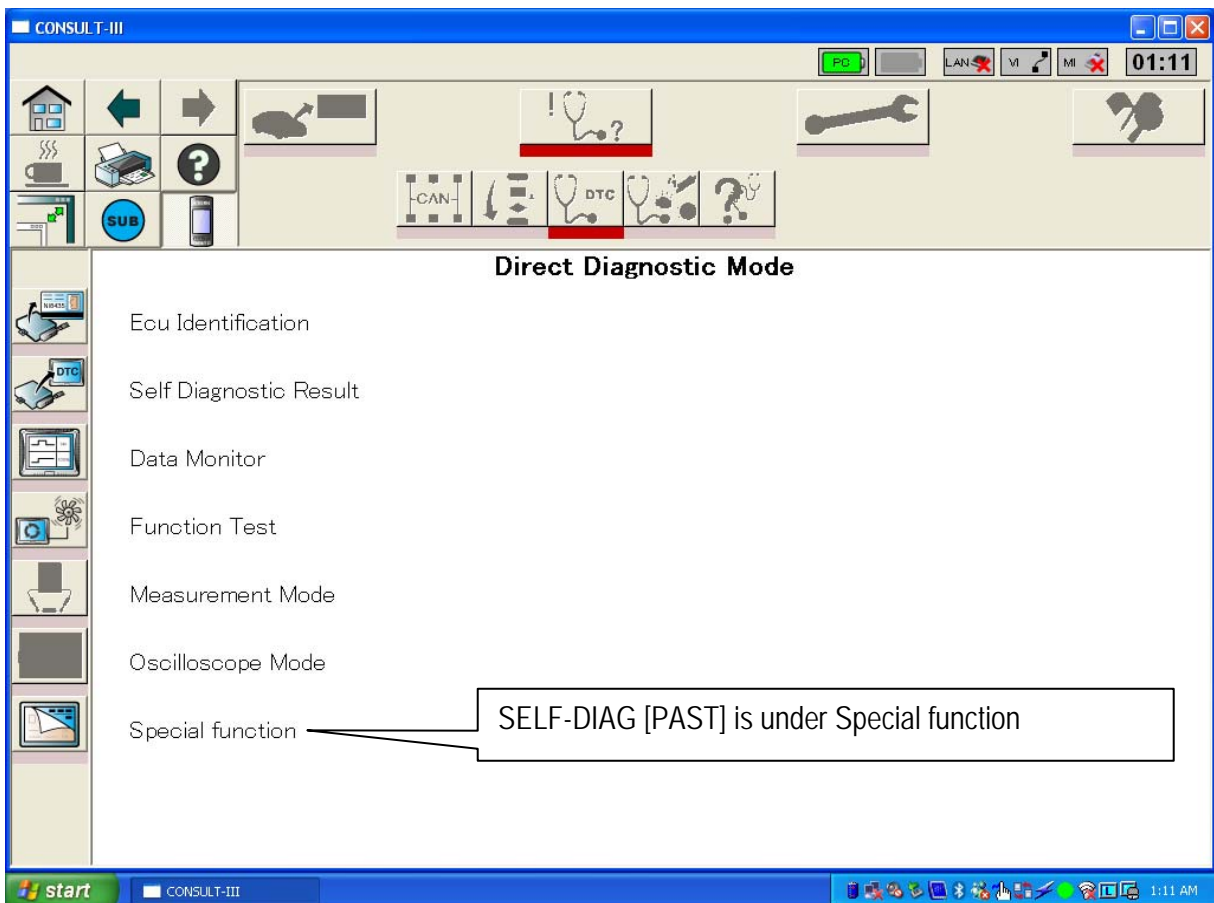 CONSULT-III
PC
LAN
VI
MI
01:11
! ?
?
-CAN-
DTC
?
SUB
Direct Diagnostic Mode
Ecu Identification
DTC
Self Diagnostic Result
Data Monitor
Function Test
Measurement Mode
Oscilloscope Mode
Special function
SELF-DIAG [PAST] is under Special function
start
CONSULT-III
L
1:11 AM